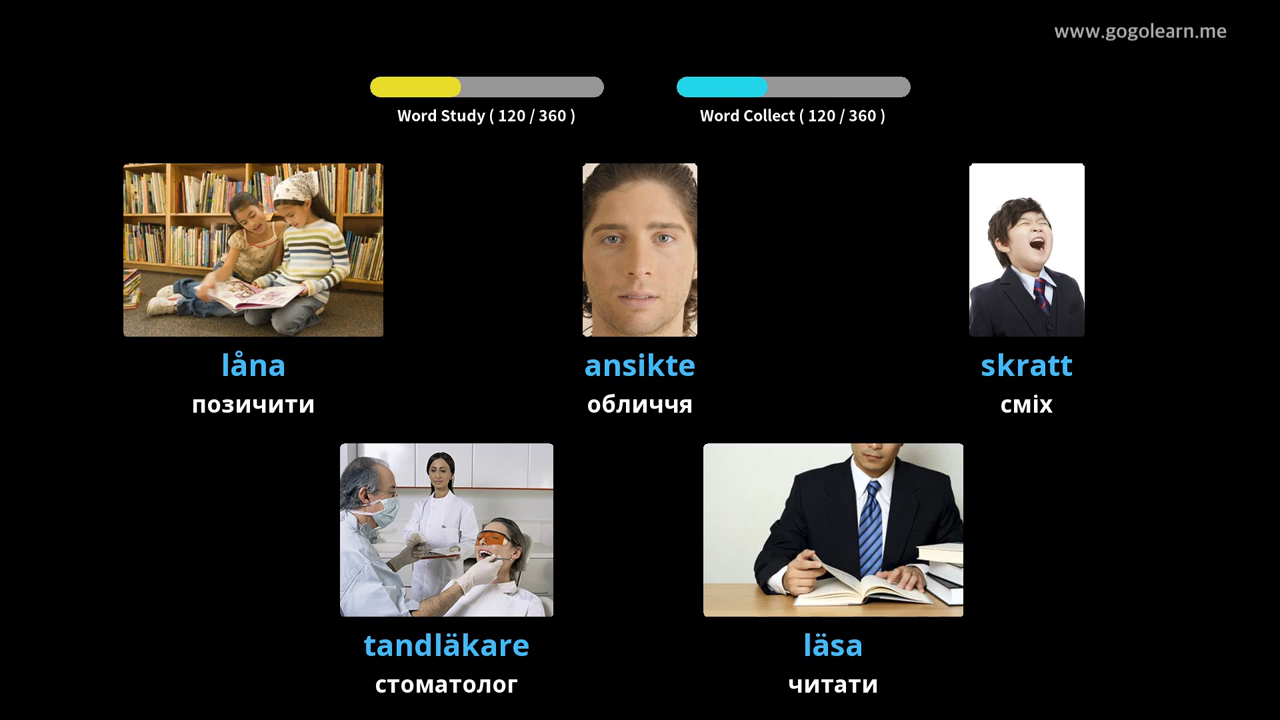 www.gogolearn.me
Word Study ( 120 / 360 )
Word Collect ( 120 / 360 )
låna
позичити
ansikte
обличчя
skratt
сміх
tandläkare
стоматолог
läsa
читати